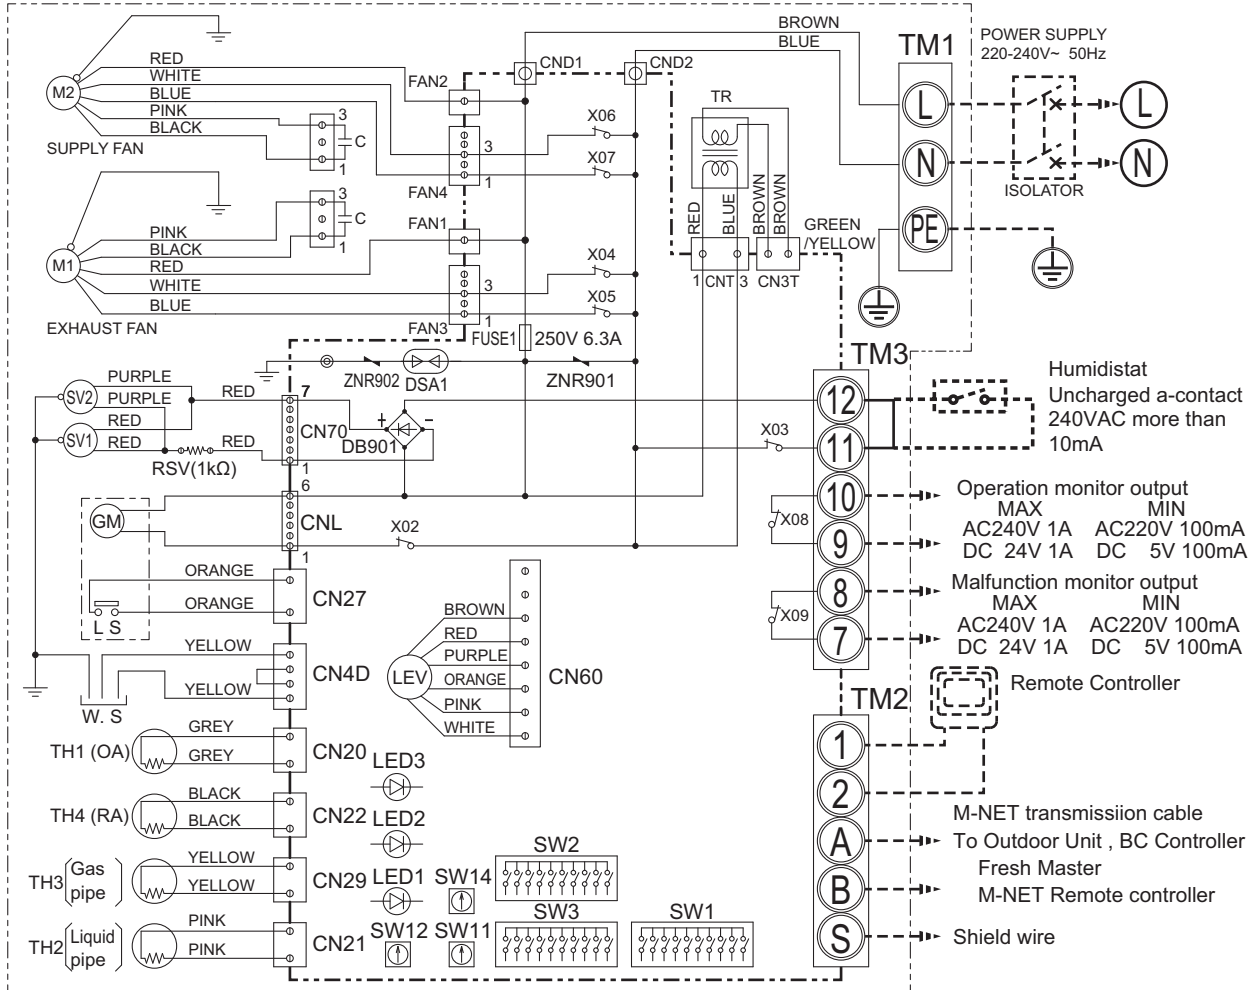 BROWN
BLUE
TM1
POWER SUPPLY
220-240V~ 50Hz
L
N
PE
L
N
ISOLATOR
GREEN
/YELLOW
CND1
CND2
TR
RED
BLUE
BROWN
BROWN
1 CNT 3 CN3T
M2
RED
WHITE
BLUE
PINK
BLACK
SUPPLY FAN
3
C
1
FAN2
3
1
FAN4
X06
X07
M1
PINK
BLACK
RED
WHITE
BLUE
EXHAUST FAN
3
C
1
FAN1
3
1
FAN3
X04
X05
FUSE1
250V 6.3A
ZNR902
DSA1
ZNR901
SV2
PURPLE
PURPLE
SV1
RED
RED
RED
RED
RSV(1kΩ)
7
CN70
1
+
−
DB901
X03
GM
L S
6
CNL
1
X02
ORANGE
ORANGE
CN27
YELLOW
YELLOW
CN4D
W. S
TH1 (OA)
GREY
GREY
CN20
TH4 (RA)
BLACK
BLACK
CN22
TH3
Gas
pipe
YELLOW
YELLOW
CN29
TH2
Liquid
pipe
PINK
PINK
CN21
LEV
BROWN
RED
PURPLE
ORANGE
PINK
WHITE
CN60
LED3
LED2
LED1
SW14
SW12
SW11
SW2
SW3
SW1
TM3
12
11
10
9
8
7
X08
X09
Humidistat
Uncharged a-contact
240VAC more than
10mA
Operation monitor output
MAX MIN
AC240V 1A AC220V 100mA
DC 24V 1A DC 5V 100mA
Malfunction monitor output
MAX MIN
AC240V 1A AC220V 100mA
DC 24V 1A DC 5V 100mA
TM2
1
2
A
B
S
Remote Controller
M-NET transmissiion cable
To Outdoor Unit , BC Controller
Fresh Master
M-NET Remote controller
Shield wire